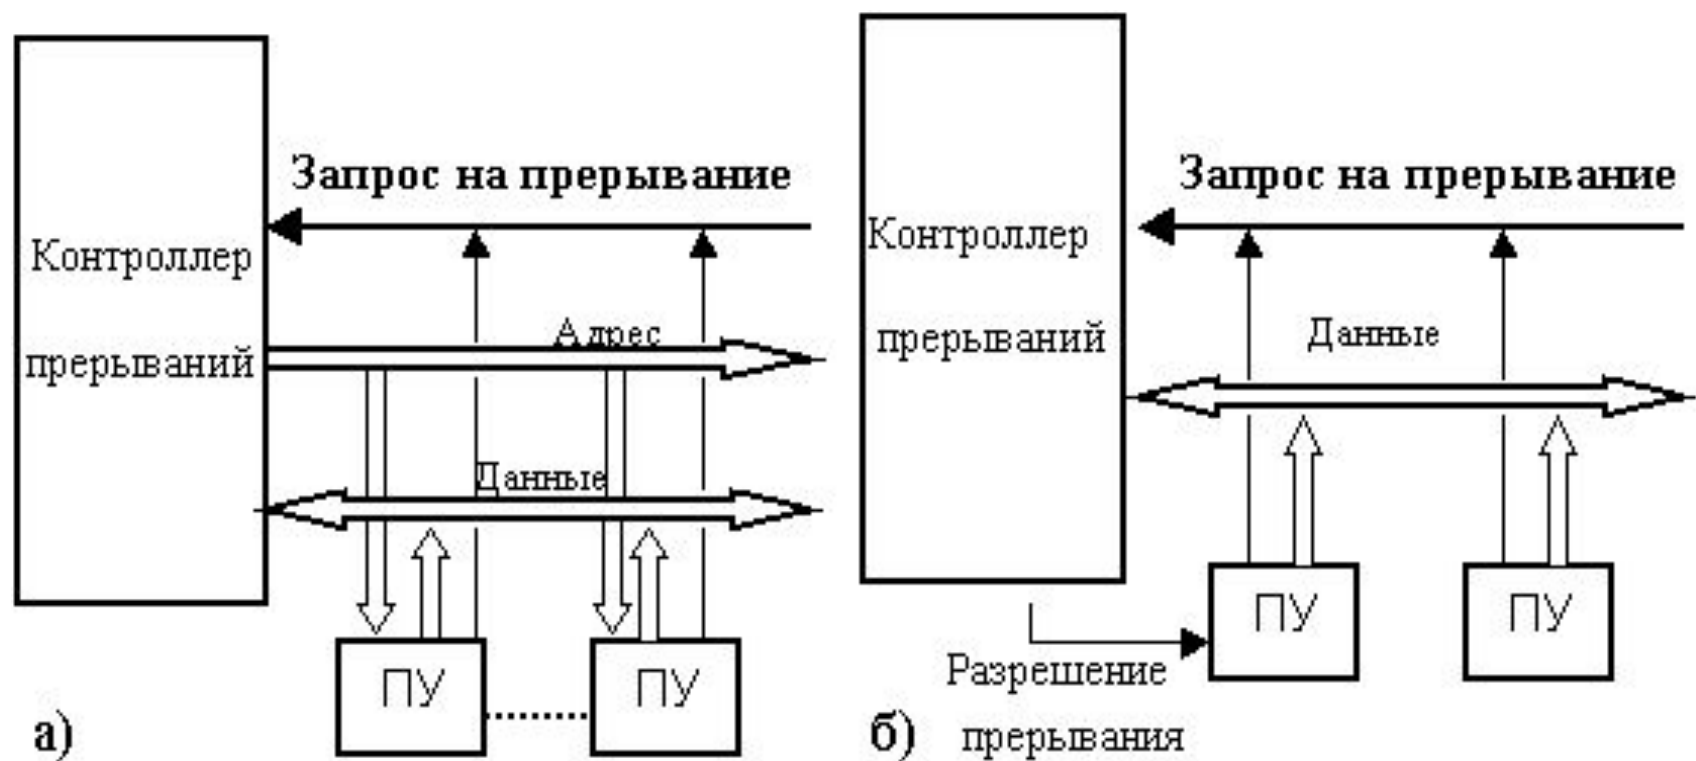 Запрос на прерывание
Контроллер
прерываний
Адрес
Данные
ПУ
ПУ
а)
Запрос на прерывание
Контроллер
прерываний
Данные
ПУ
ПУ
Разрешение
прерывания
б)